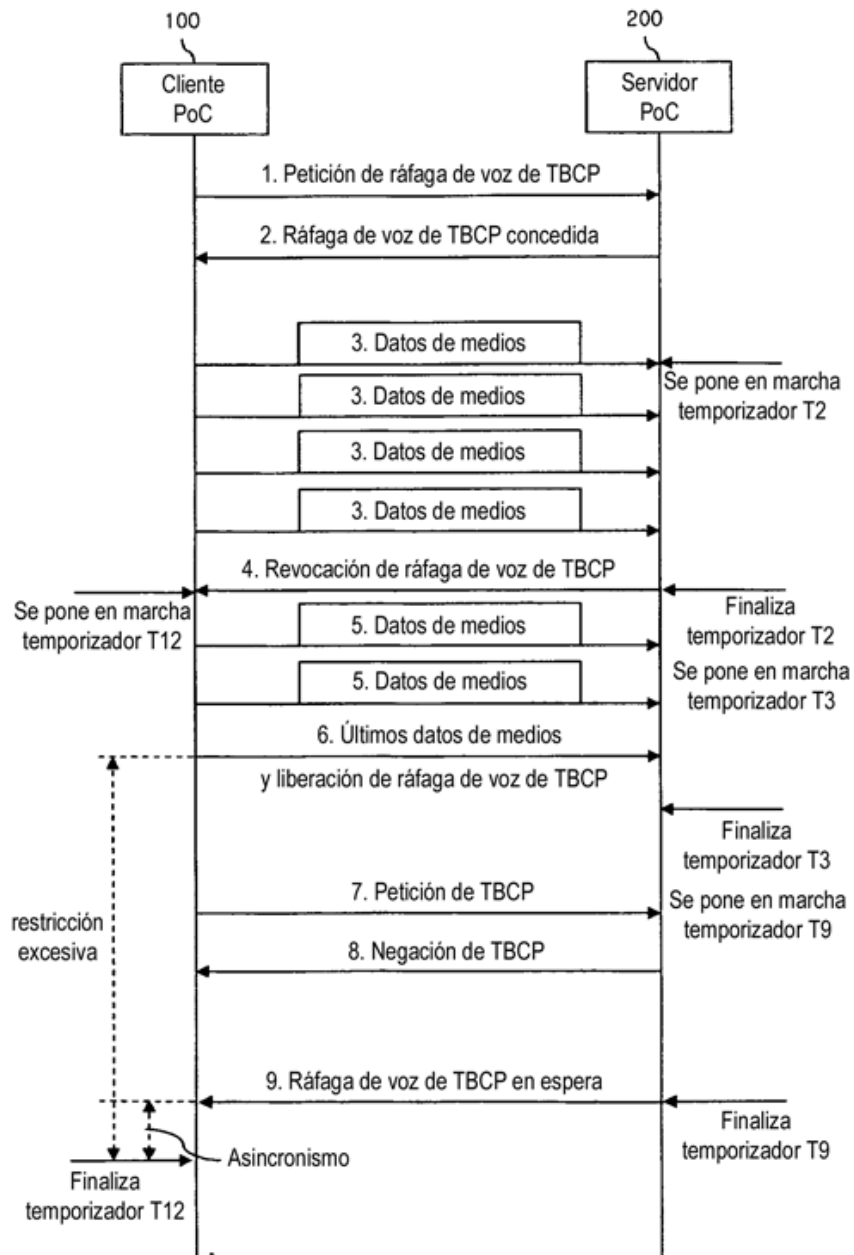 100
200
Cliente
PoC
Servidor
PoC
1. Petición de ráfaga de voz de TBCP
2. Ráfaga de voz de TBCP concedida
3. Datos de medios
Se pone en marcha
temporizador T2
3. Datos de medios
3. Datos de medios
3. Datos de medios
4. Revocación de ráfaga de voz de TBCP
Se pone en marcha
temporizador T12
Finaliza
temporizador T2
5. Datos de medios
5. Datos de medios
Se pone en marcha
temporizador T3
6. Últimos datos de medios
y liberación de ráfaga de voz de TBCP
Finaliza
temporizador T3
7. Petición de TBCP
Se pone en marcha
temporizador T9
restricción
excesiva
8. Negación de TBCP
9. Ráfaga de voz de TBCP en espera
Finaliza
temporizador T9
Asincronismo
Finaliza
temporizador T12